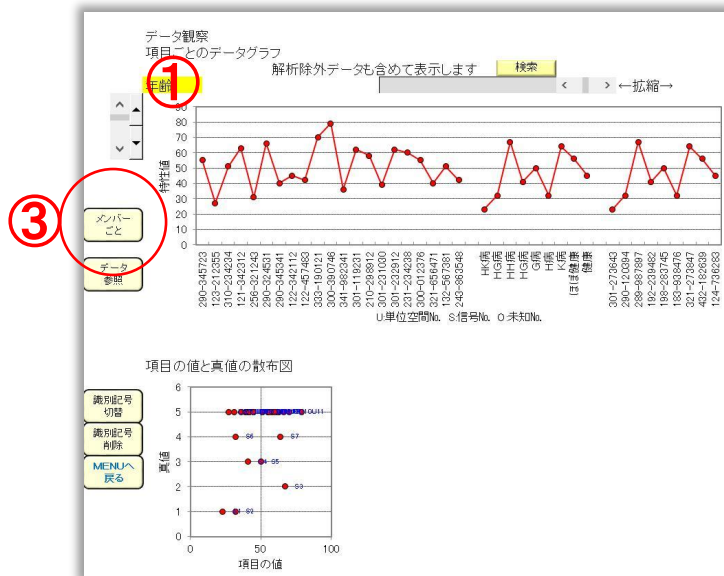 データ観察
項目ごとのデータグラフ
解析除外データも含めて表示します
検索
①
年齢
←拡縮→
③
メンバー
ごと
データ
参照
特性値
90
80
70
60
50
40
30
20
10
0
290-345723
123-212355
310-234234
121-342312
256-321243
290-324531
290-345341
122-342112
122-457483
333-190121
300-390746
341-982341
301-119231
210-298912
301-231030
301-232912
231-234238
300-012376
321-656471
132-567381
243-863548
HK病
HG病
HH病
HG病
G病
H病
K病
ほぼ健康
健康
301-273643
290-120394
289-987897
192-239482
198-283745
183-938476
321-273847
432-182639
124-736283
U:単位空間No. S:信号No. O:未知No.
項目の値と真値の散布図
識別記号
切替
識別記号
削除
MENUへ
戻る
真値
6
5
4
3
2
1
0
S6
S7
S5
S3
S2
U11
0
50
100
項目の値